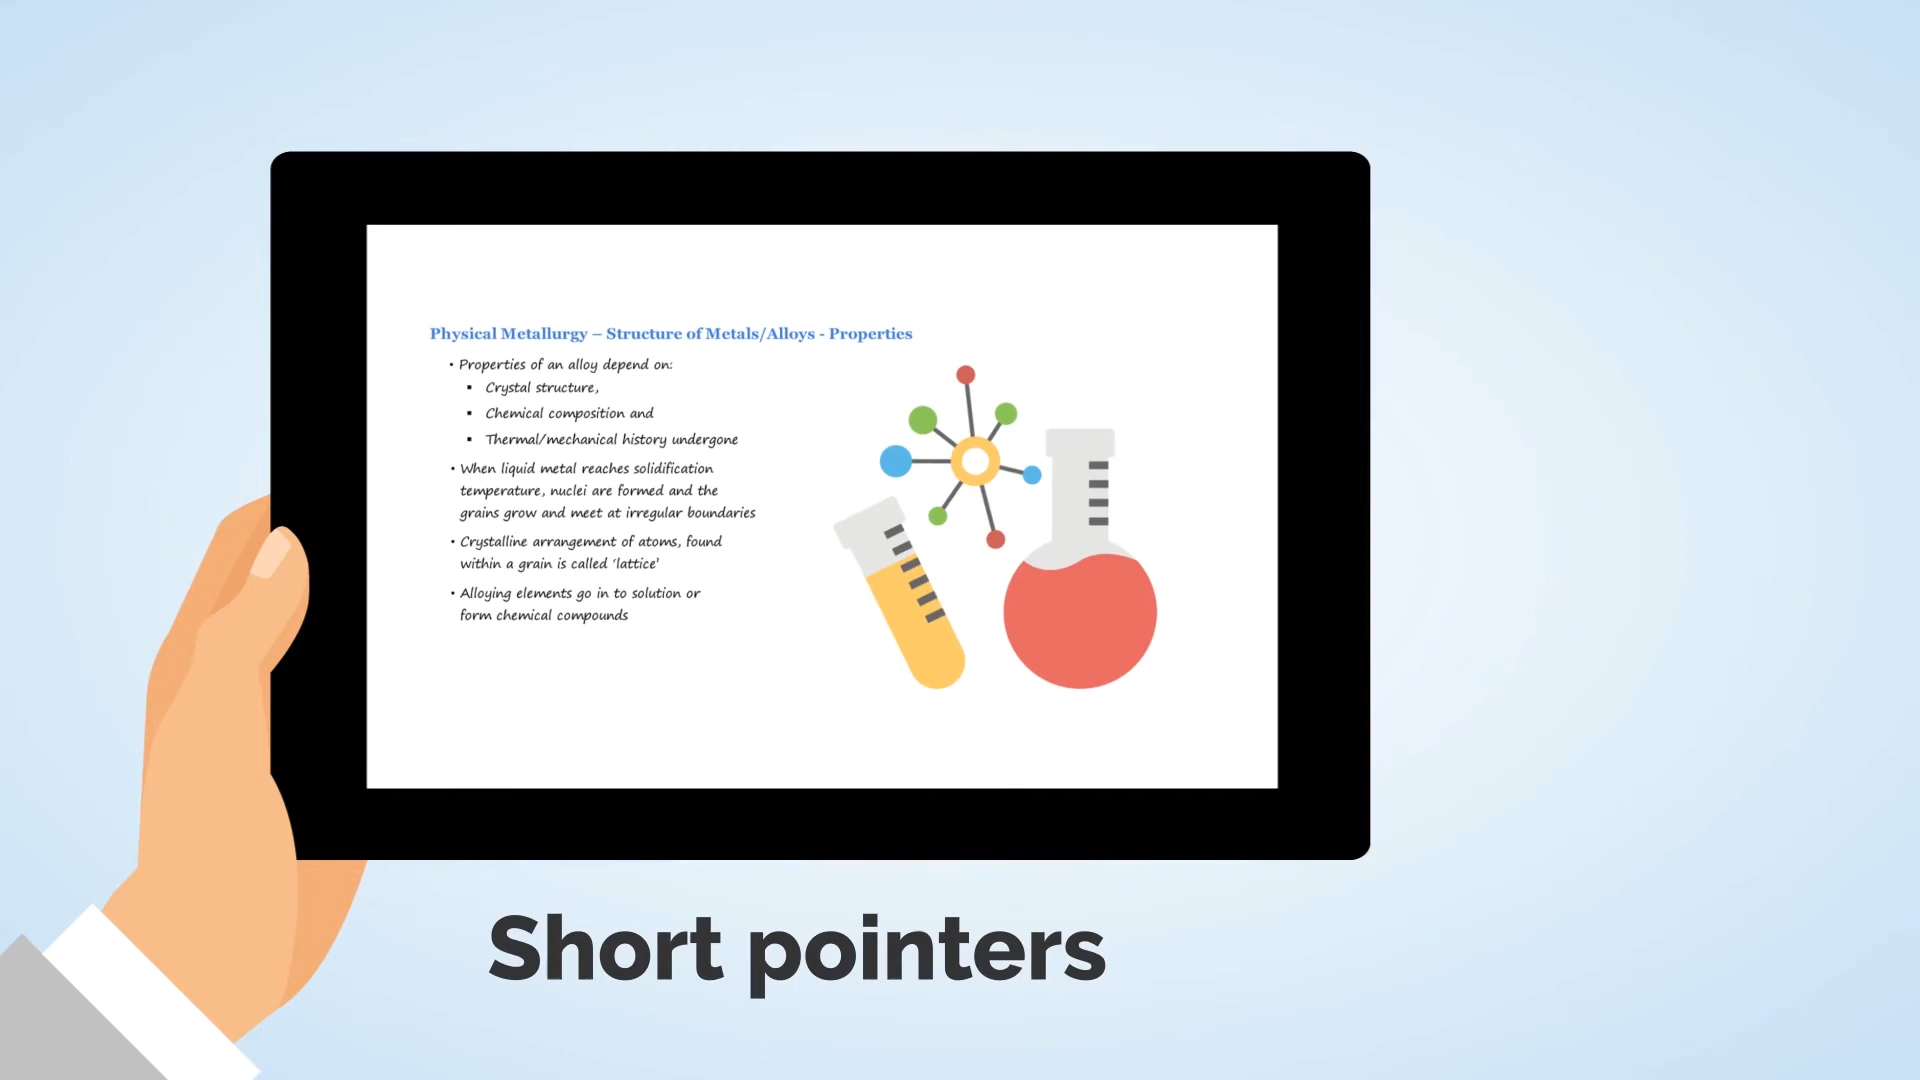 Physical Metallurgy – Structure of Metals/Alloys - Properties
• Properties of an alloy depend on:
▪ Crystal structure,
▪ Chemical composition and
▪ Thermal/mechanical history undergone
• When liquid metal reaches solidification
temperature, nuclei are formed and the
grains grow and meet at irregular boundaries
• Crystalline arrangement of atoms, found
within a grain is called ‘lattice’
• Alloying elements go in to solution or
form chemical compounds
Short pointers